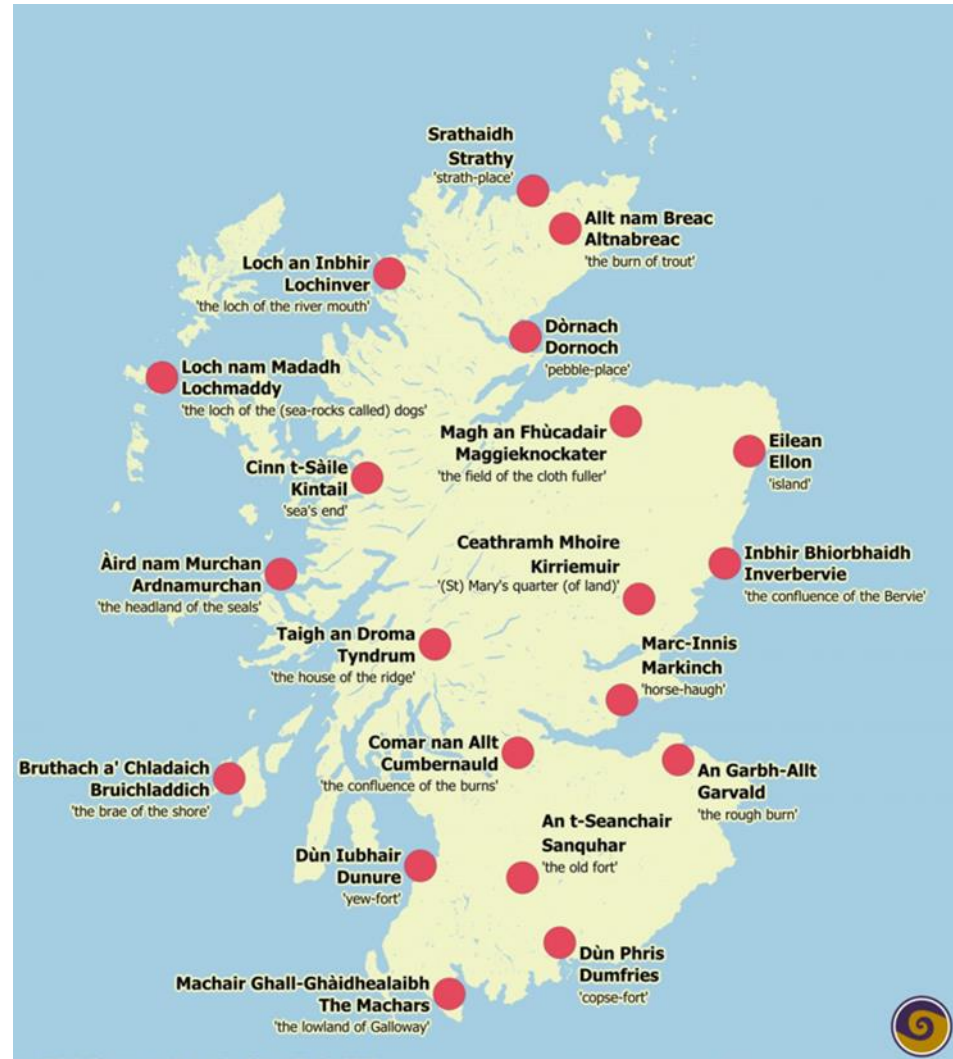 Srathaidh
Strathy
'strath-place'
Allt nam Breac
Altnabreac
'the burn of trout'
Loch an Inbhir
Lochinver
'the loch of the river mouth'
Dòrnach
Dornoch
'pebble-place'
Loch nam Madadh
Lochmaddy
'the loch of the (sea-rocks called) dogs'
Magh an Fhùcadair
Maggieknockater
'the field of the cloth fuller'
Eilean
Ellon
'island'
Cinn t-Sàile
Kintail
'sea's end'
Ceathramh Mhoire
Kirriemuir
'(St) Mary's quarter (of land)'
Inbhir Bhiorbhaidh
Inverbervie
'the confluence of the Bervie'
Àird nam Murchan
Ardnamurchan
'the headland of the seals'
Taigh an Droma
Tyndrum
'the house of the ridge'
Marc-Innis
Markinch
'horse-haugh'
Comar nan Allt
Cumbernauld
'the confluence of the burns'
Bruthach a' Chladaich
Bruichladdich
'the brae of the shore'
An Garbh-Allt
Garvald
'the rough burn'
An t-Seanchair
Sanquhar
'the old fort'
Dùn Iubhair
Dunure
'yew-fort'
Dùn Phris
Dumfries
'copse-fort'
Machair Ghall-Ghàidhealaibh
The Machars
'the lowland of Galloway'